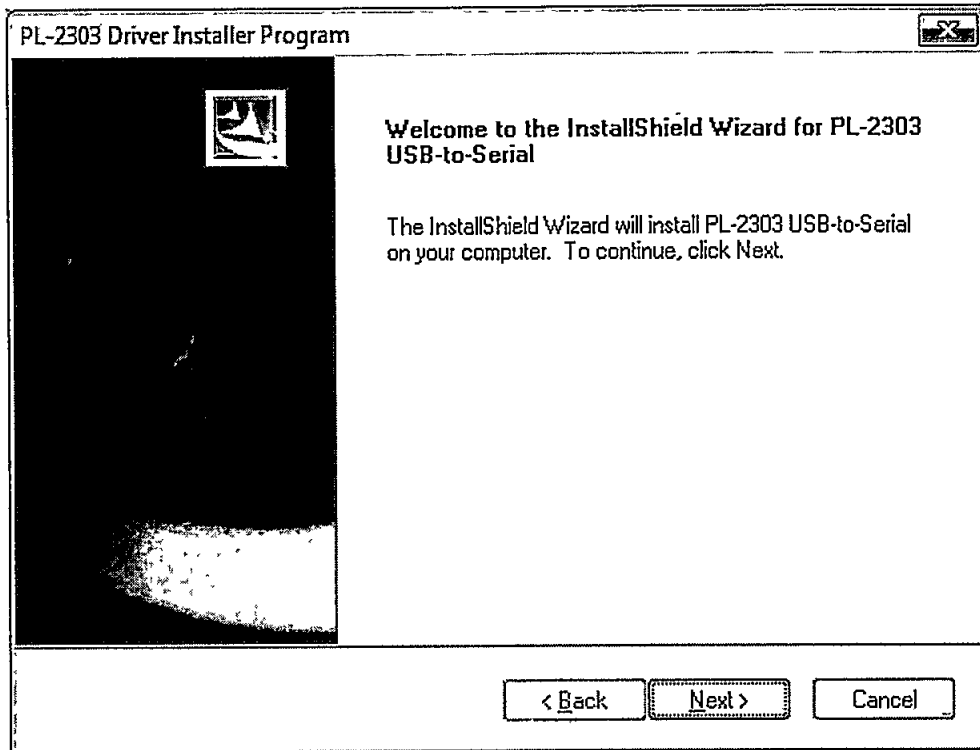 PL-2303 Driver Installer Program
Welcome to the InstallShield Wizard for PL-2303
USB-to-Serial
The InstallShield Wizard will install PL-2303 USB-to-Serial
on your computer. To continue, click Next.
< Back Next > Cancel